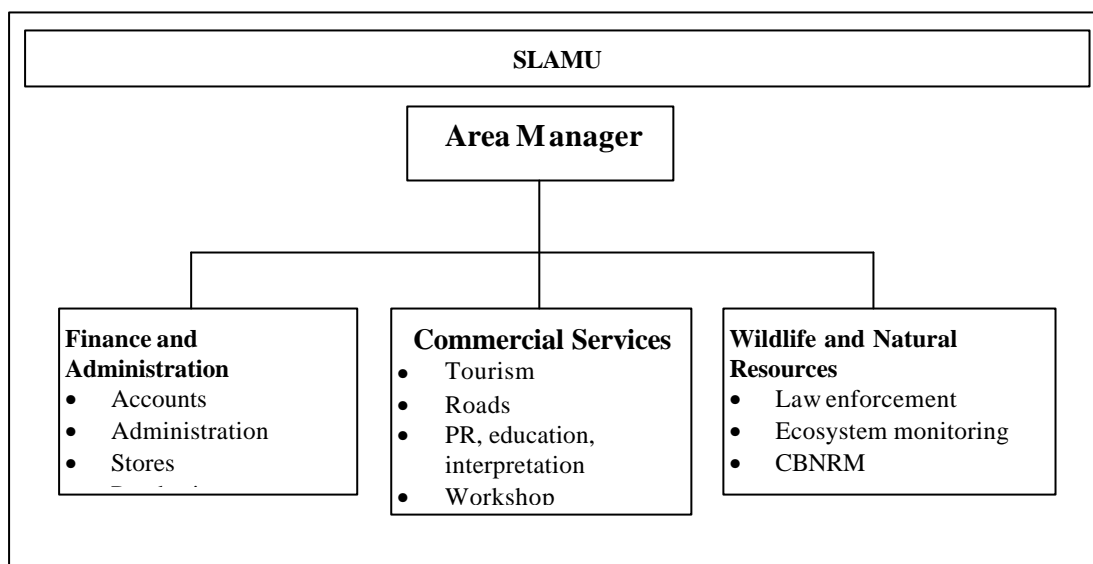 SLAMU
Area Manager
Finance and
Administration
• Accounts
• Administration
• Stores
Commercial Services
• Tourism
• Roads
• PR, education,
interpretation
• Workshop
Wildlife and Natural
Resources
• Law enforcement
• Ecosystem monitoring
• CBNRM